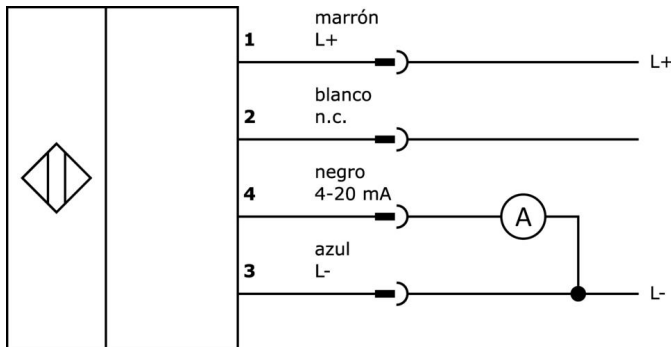 marrón
1 L+
L+
blanco
2 n.c.
negro
4 4-20 mA
A
azul
3 L-
L-